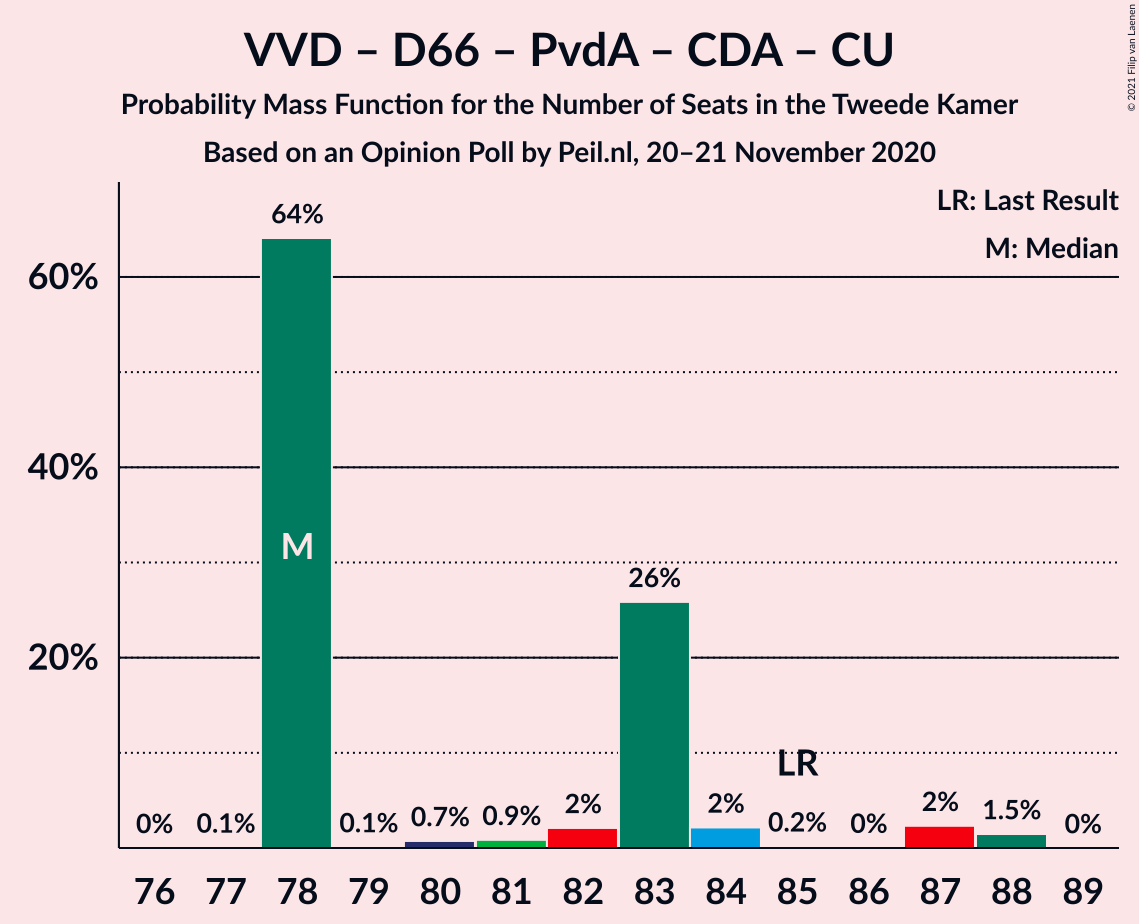 VVD – D66 – PvdA – CDA – CU
Probability Mass Function for the Number of Seats in the Tweede Kamer
Based on an Opinion Poll by Peil.nl, 20–21 November 2020
© 2021 Filip van Laenen
LR: Last Result
M: Median
60%
40%
20%
0%
0.1%
64%
0.1%
0.7%
0.9%
2%
26%
2%
0.2%
0%
2%
1.5%
0%
M
LR
76 77 78 79 80 81 82 83 84 85 86 87 88 89